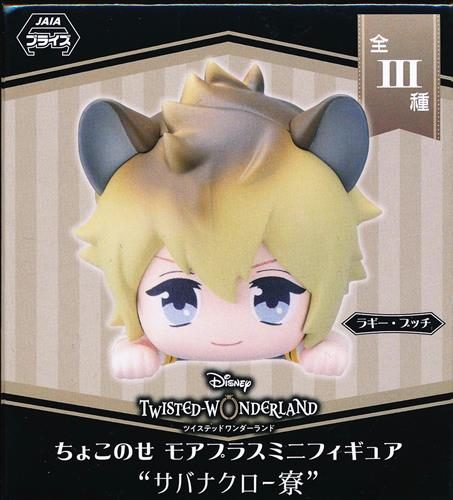 JAIA
プライズ
全
III
種
ラギー・ブッチ
Disney
TWISTED-WONDERLAND
ツイステッドワンダーランド
ちょこのせ モアプラスミニフィギュア
“サバナクロー寮”